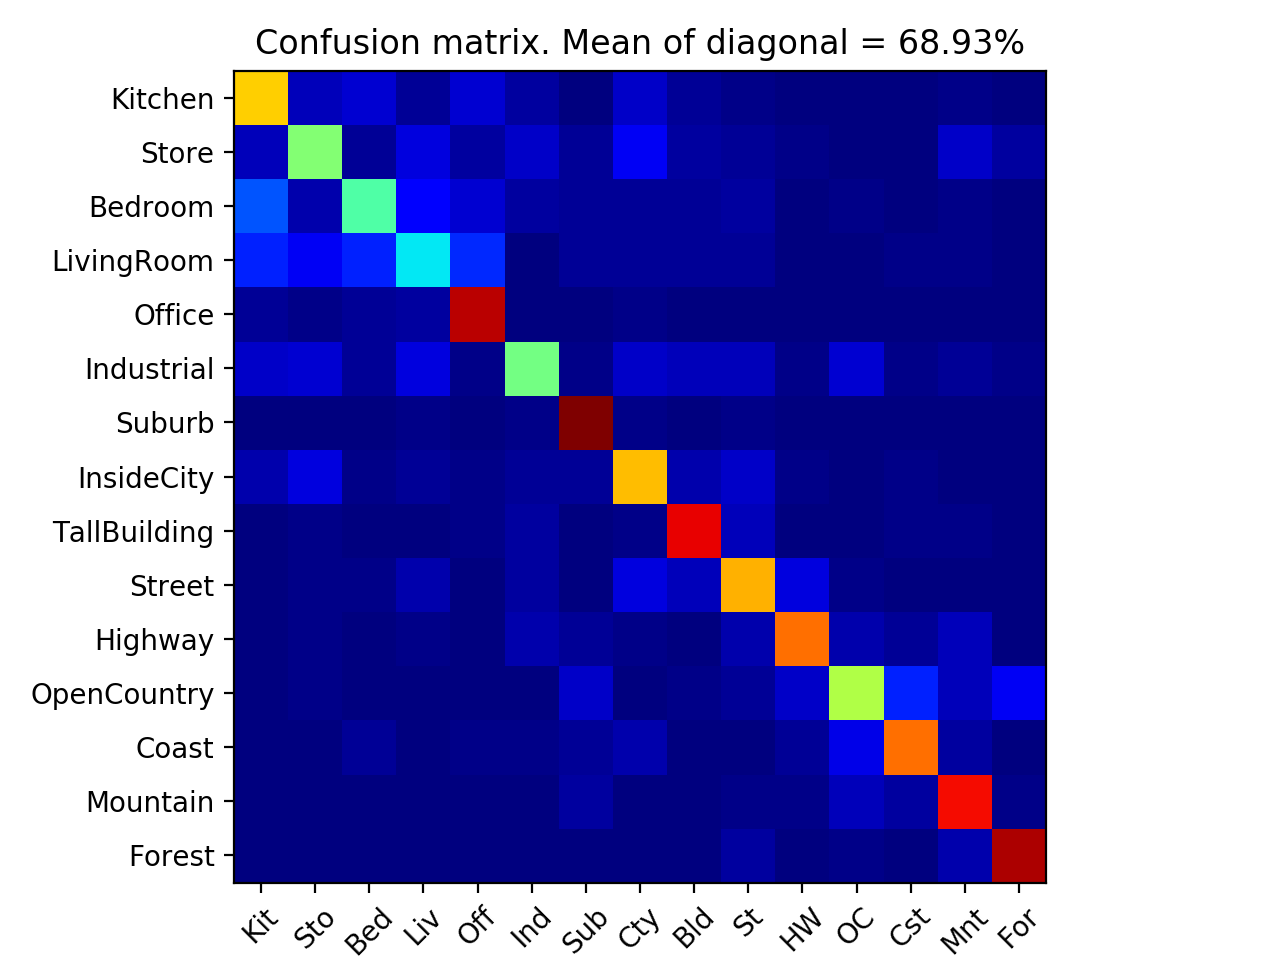 Confusion matrix. Mean of diagonal = 68.93%
Kitchen
Store
Bedroom
LivingRoom
Office
Industrial
Suburb
InsideCity
TallBuilding
Street
Highway
OpenCountry
Coast
Mountain
Forest
Kit Sto Bed Liv Off Ind Sub Cty Bld St HW OC Cst Mnt For